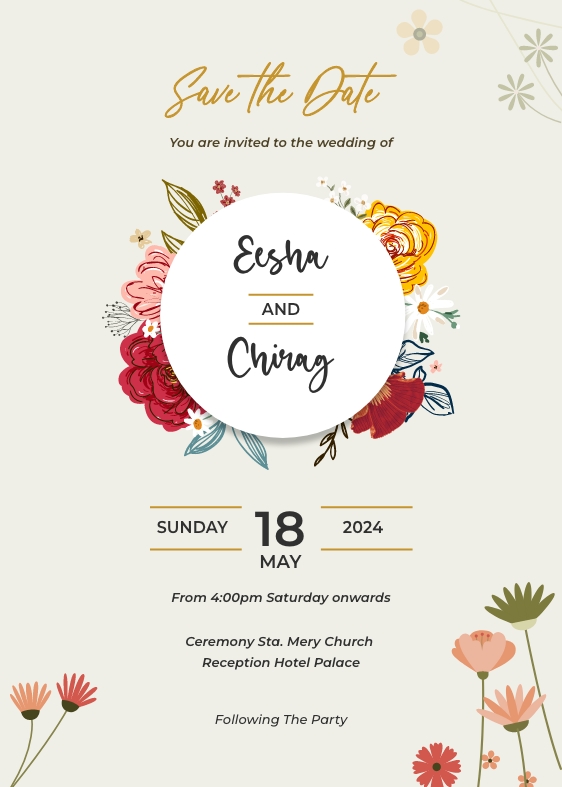 Save the Date
You are invited to the wedding of
Eesha
AND
Chirag
SUNDAY 18 2024
MAY
From 4:00pm Saturday onwards
Ceremony Sta. Mery Church
Reception Hotel Palace
Following The Party